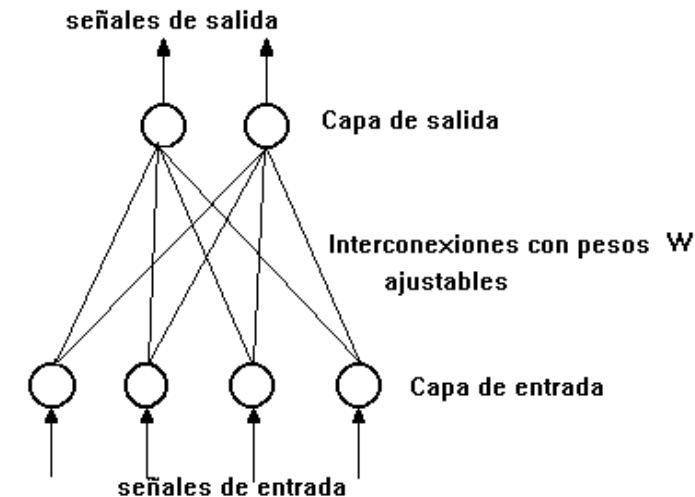 señales de salida
Capa de salida
Interconexiones con pesos W
ajustables
Capa de entrada
señales de entrada